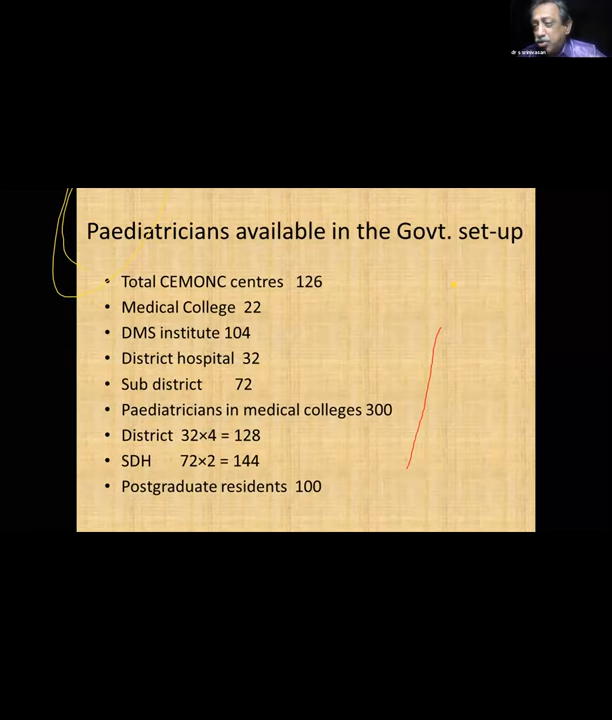 dr s srinivasan
Paediatricians available in the Govt. set-up
• Total CEMONC centres 126
• Medical College 22
• DMS institute 104
• District hospital 32
• Sub district 72
• Paediatricians in medical colleges 300
• District 32×4 = 128
• SDH 72×2 = 144
• Postgraduate residents 100